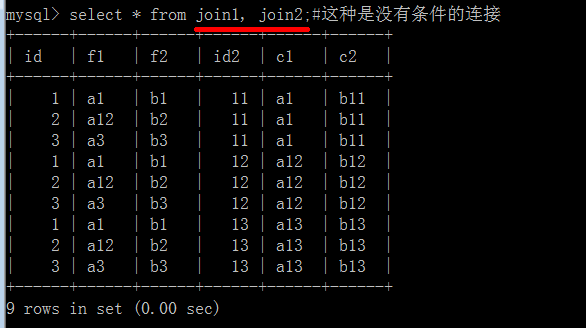 mysql> select * from join1, join2;#这种是没有条件的连接
+------+------+------+------+------+------+
| id   | f1   | f2   | id2  | c1   | c2   |
+------+------+------+------+------+------+
|    1 | a1   | b1   |   11 | a1   | b11  |
|    2 | a12  | b2   |   11 | a1   | b11  |
|    3 | a3   | b3   |   11 | a1   | b11  |
|    1 | a1   | b1   |   12 | a12  | b12  |
|    2 | a12  | b2   |   12 | a12  | b12  |
|    3 | a3   | b3   |   12 | a12  | b12  |
|    1 | a1   | b1   |   13 | a13  | b13  |
|    2 | a12  | b2   |   13 | a13  | b13  |
|    3 | a3   | b3   |   13 | a13  | b13  |
+------+------+------+------+------+------+
9 rows in set (0.00 sec)